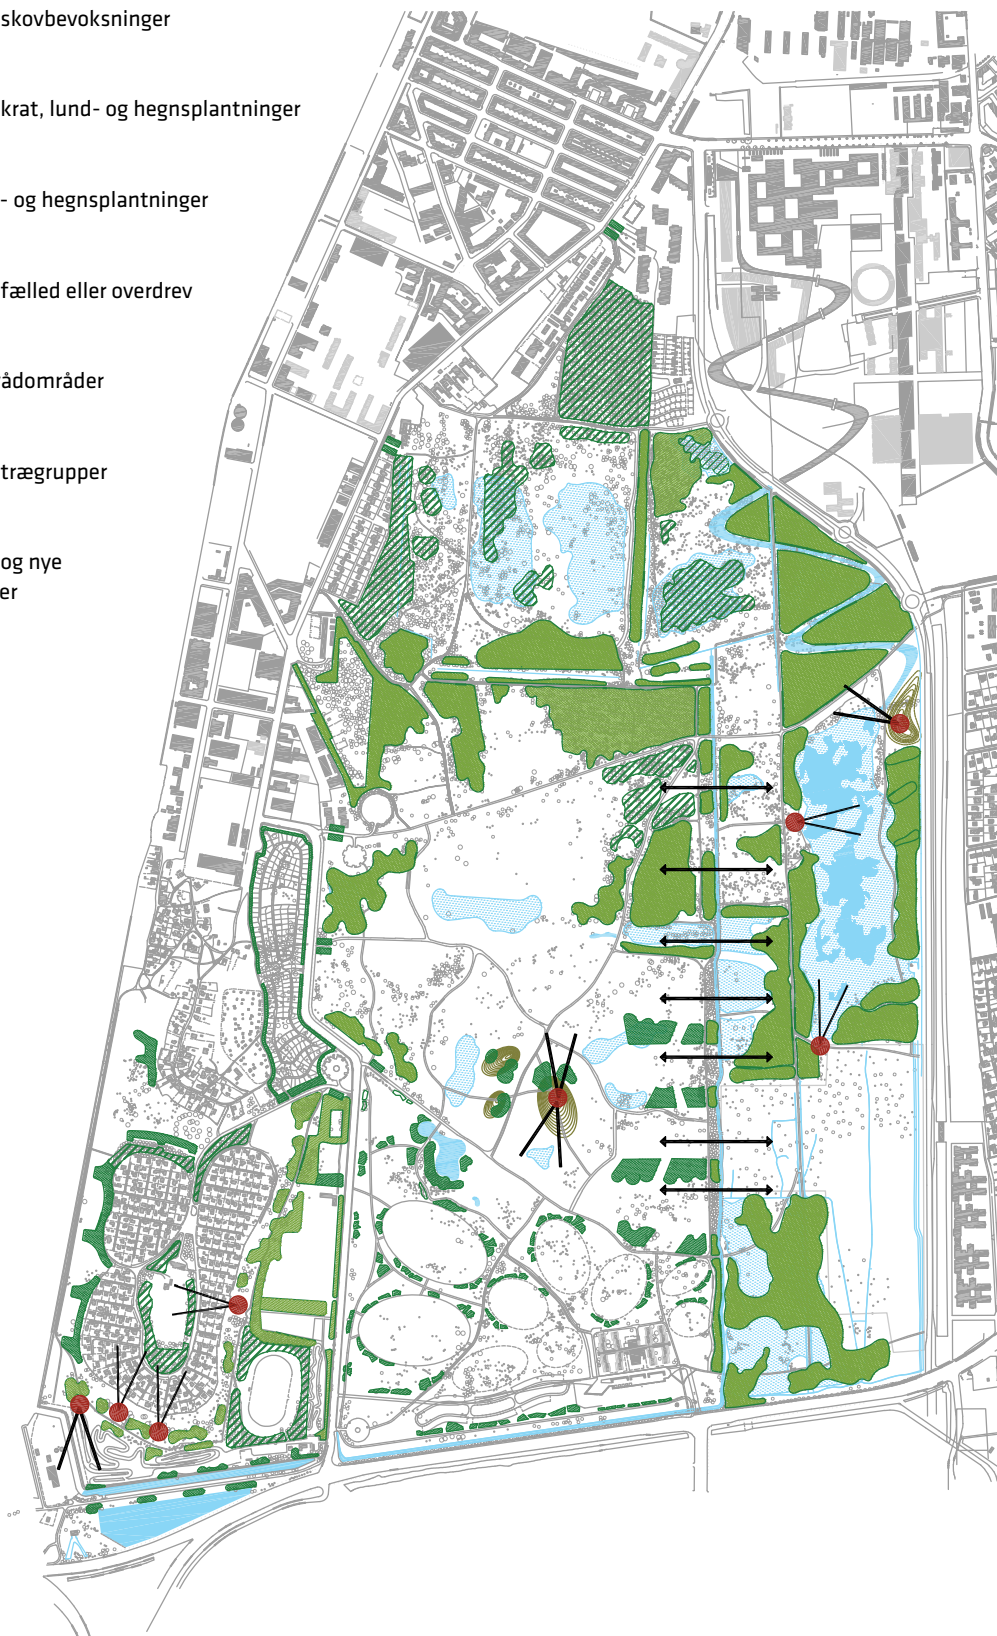 skovbevoksninger
krat, lund- og hegnsplantninger
- og hegnsplantninger
fælled eller overdrev
ådområder
trægrupper
og nye
er